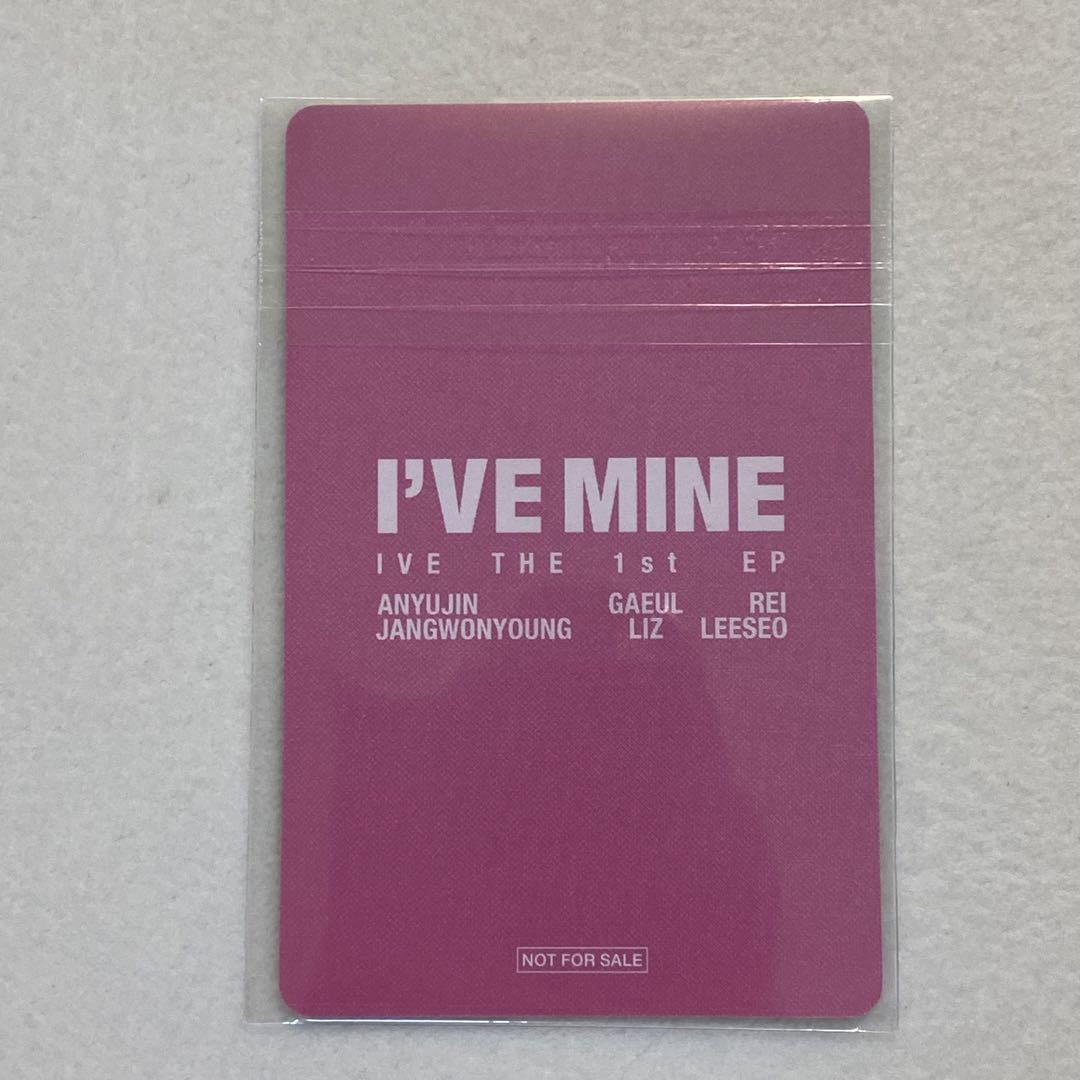 I'VE MINE
IVE THE 1st EP
ANYUJIN GAEUL REI
JANGWONYOUNG LIZ LEESEO
NOT FOR SALE